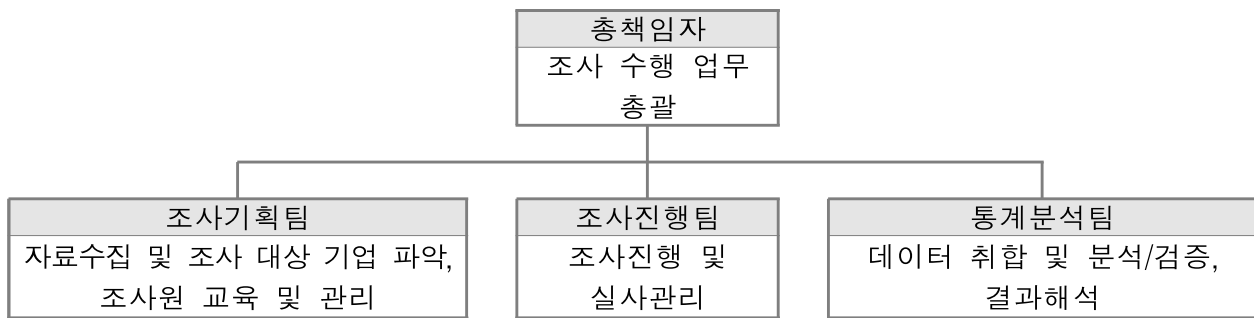 총책임자
조사 수행 업무
총괄
조사기획팀
자료수집 및 조사 대상 기업 파악,
조사원 교육 및 관리
조사진행팀
조사진행 및
실사관리
통계분석팀
데이터 취합 및 분석/검증,
결과해석